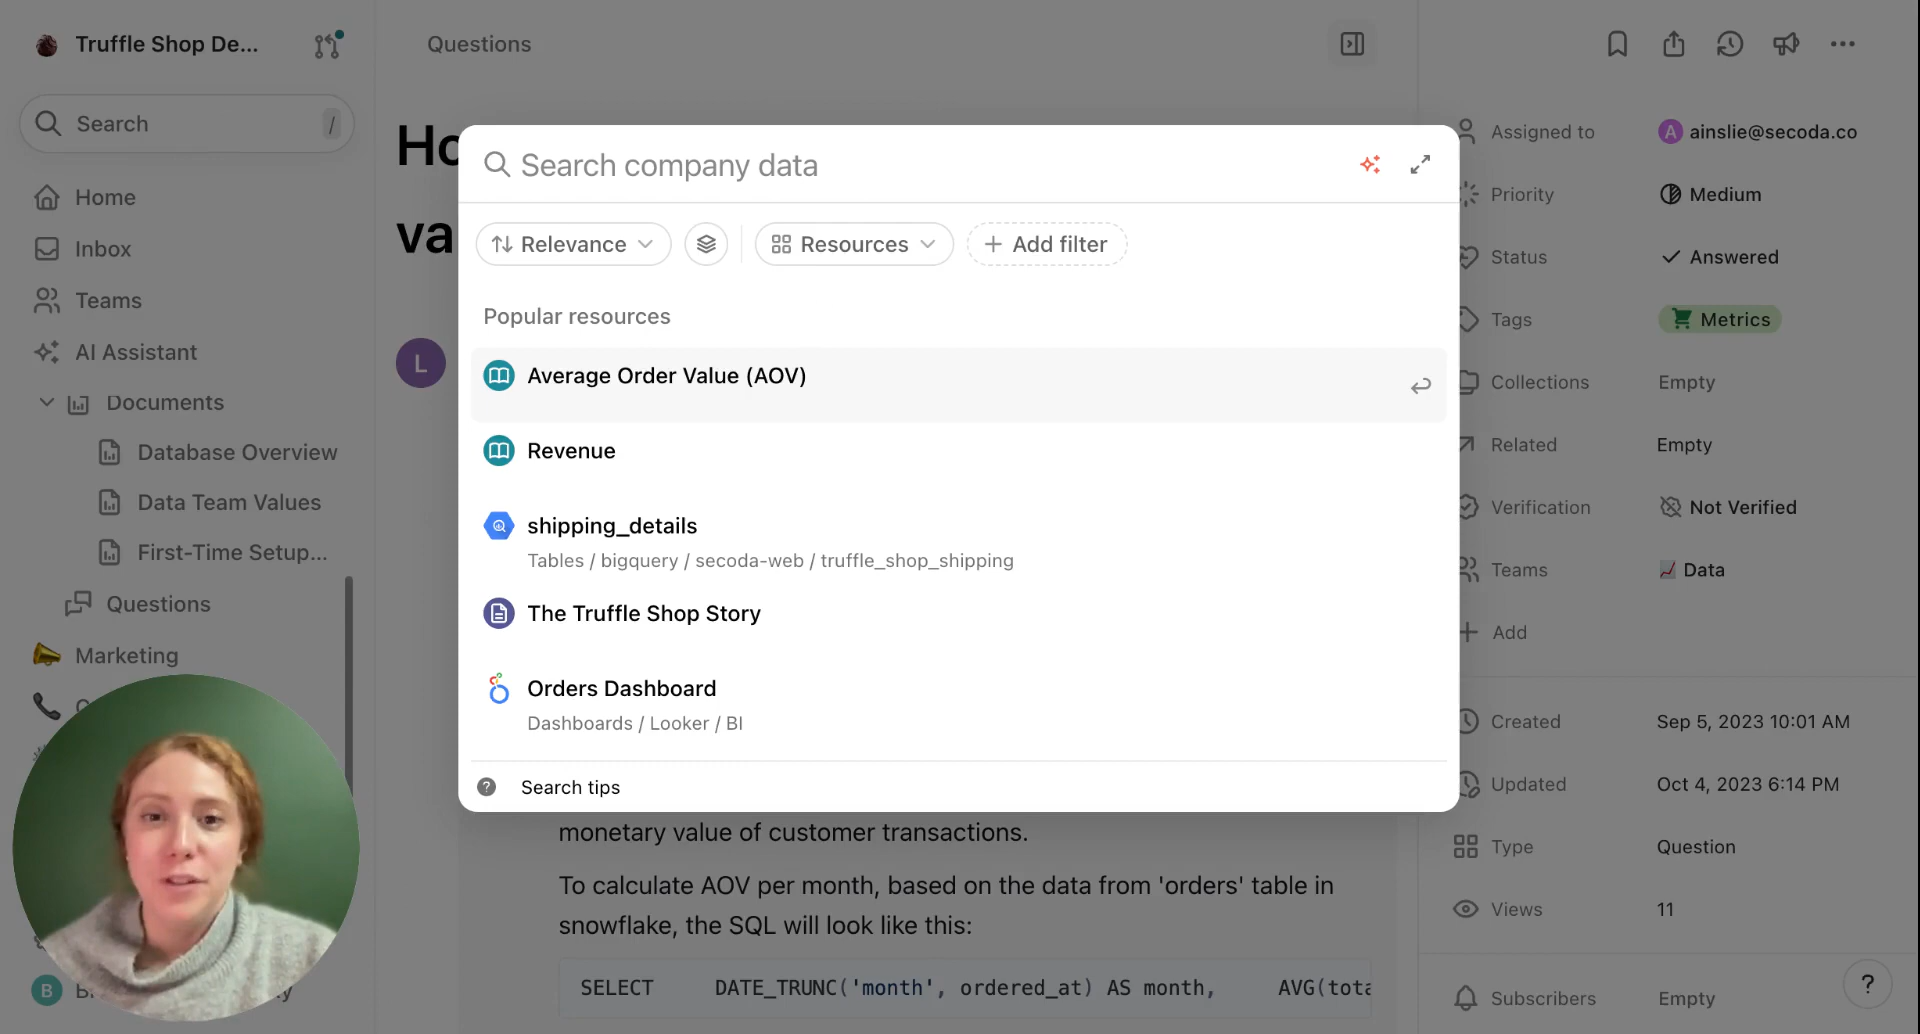 Truffle Shop De...
Search
/
Home
Inbox
Teams
AI Assistant
Documents
Database Overview
Data Team Values
First-Time Setup...
Questions
Marketing
B
Questions
L
Search company data
Relevance
Resources
Add filter
Popular resources
Average Order Value (AOV)
Revenue
shipping_details
Tables / bigquery / secoda-web / truffle_shop_shipping
The Truffle Shop Story
Orders Dashboard
Dashboards / Looker / BI
? Search tips
monetary value of customer transactions.
To calculate AOV per month, based on the data from 'orders' table in
snowflake, the SQL will look like this:
SELECT DATE_TRUNC('month', ordered_at) AS month, AVG(
Assigned to A ainslie@secoda.co
Priority Medium
Status Answered
Tags Metrics
Collections Empty
Related Empty
Verification Not Verified
Teams Data
Add
Created Sep 5, 2023 10:01 AM
Updated Oct 4, 2023 6:14 PM
Type Question
Views 11
Subscribers Empty
?